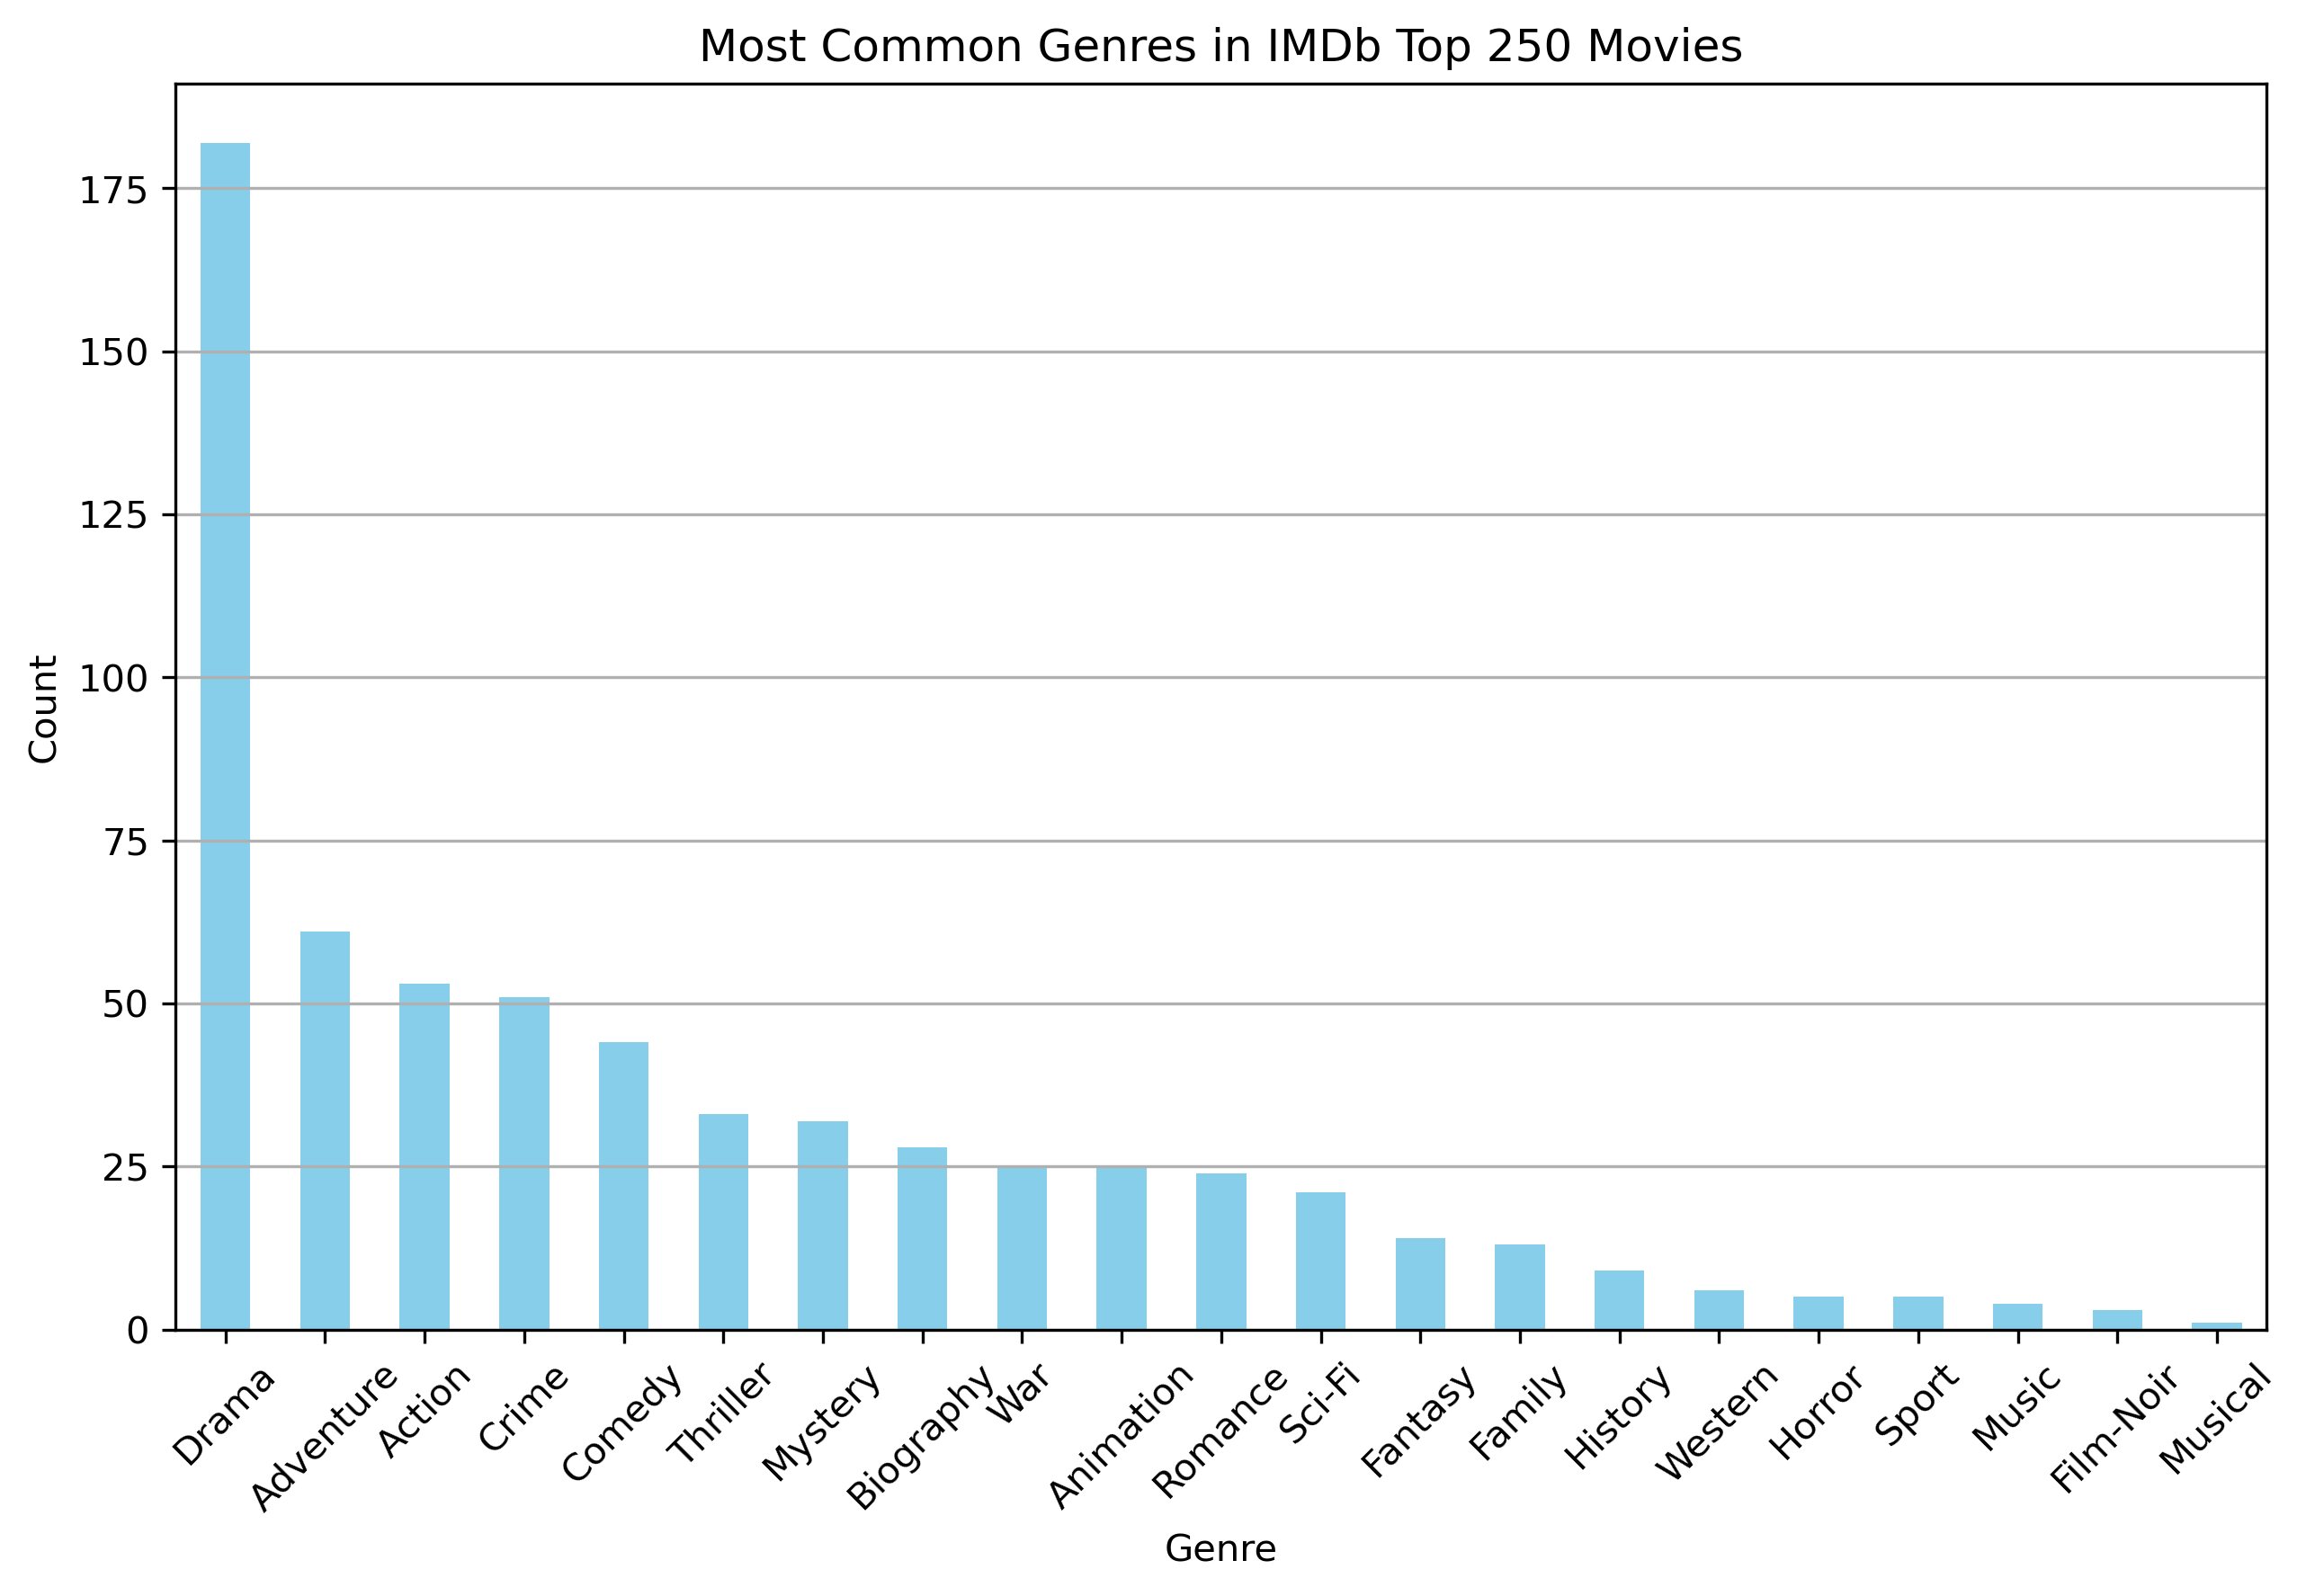 Most Common Genres in IMDb Top 250 Movies
175
150
125
100
75
50
25
0
Count
Drama
Adventure
Action
Crime
Comedy
Thriller
Mystery
Biography
War
Animation
Romance
Sci-Fi
Fantasy
Family
History
Western
Horror
Sport
Music
Film-Noir
Musical
Genre